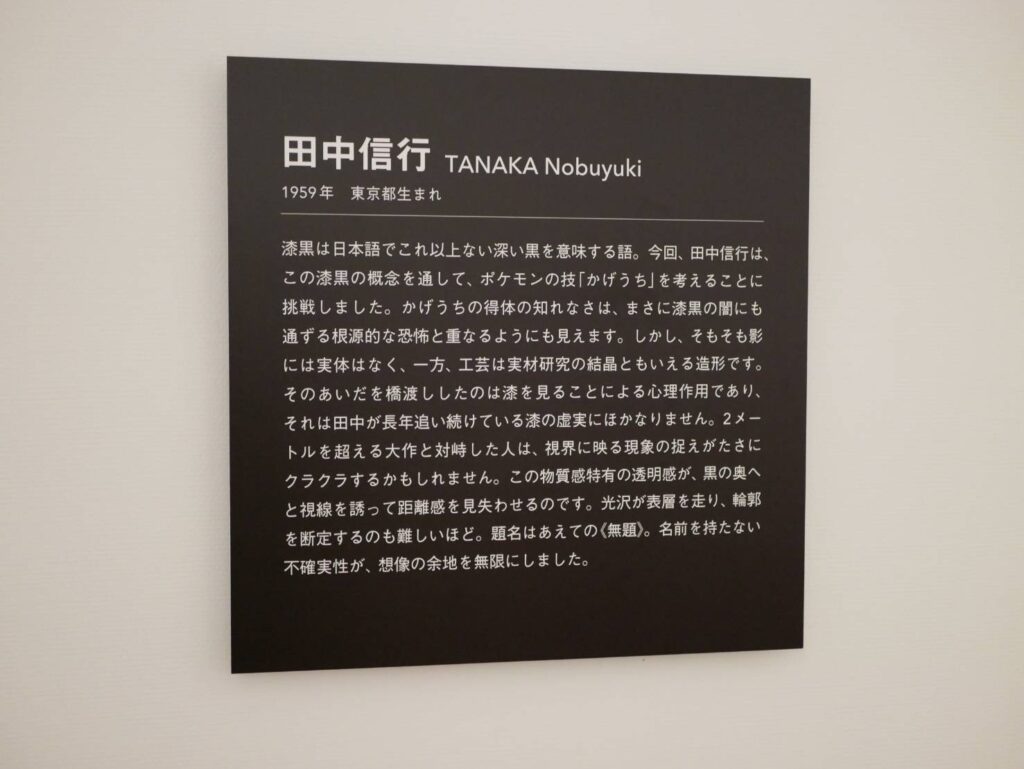 田中信行 TANAKA Nobuyuki
1959年 東京都生まれ
漆黒は日本語でこれ以上ない深い黒を意味する語。今回、田中信行は、
この漆黒の概念を通して、ポケモンの技「かげうち」を考えることに
挑戦しました。かげうちの得体の知れなさは、まさに漆黒の闇にも
通ずる根源的な恐怖と重なるようにも見えます。しかし、そもそも影
には実体はなく、一方、工芸は実材研究の結晶ともいえる造形です。
そのあいだを橋渡ししたのは漆を見ることによる心理作用であり、
それは田中が長年追い続けている漆の虚実にほかなりません。2メー
トルを超える大作と対峙した人は、視界に映る現象の捉えがたさに
クラクラするかもしれません。この物質感特有の透明感が、黒の奥へ
と視線を誘って距離感を見失わせるのです。光沢が表層を走り、輪郭
を断定するのも難しいほど。題名はあえての《無題》。名前を持たない
不確実性が、想像の余地を無限にしました。